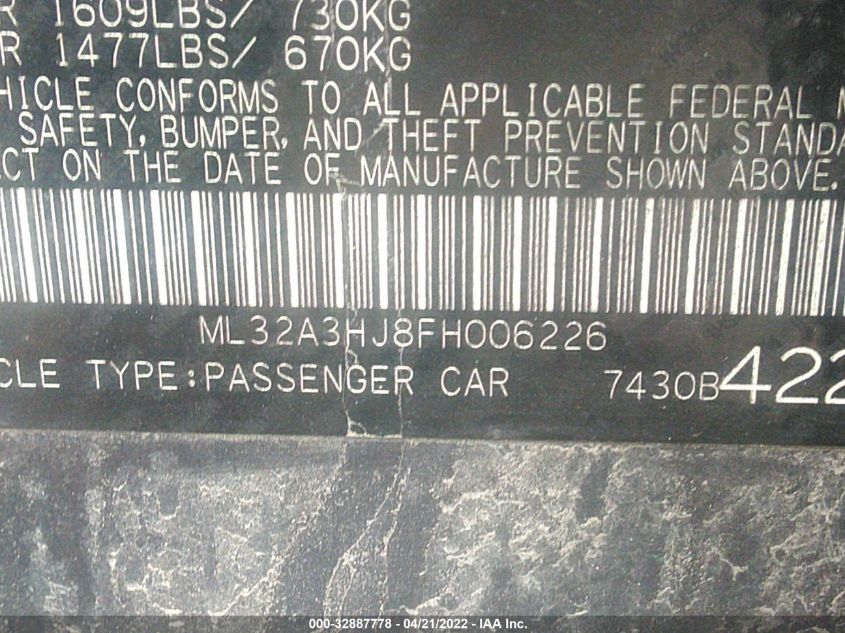 R 1609LBS/ 730KG
R 1477LBS/ 670KG
HICLE CONFORMS TO ALL APPLICABLE FEDERAL M
SAFETY, BUMPER, AND THEFT PREVENTION STANDA
ECT ON THE DATE OF MANUFACTURE SHOWN ABOVE.
ML32A3HJ8FH006226
CLE TYPE:PASSENGER CAR 7430B422
000-32887778 - 04/21/2022 - IAA Inc.